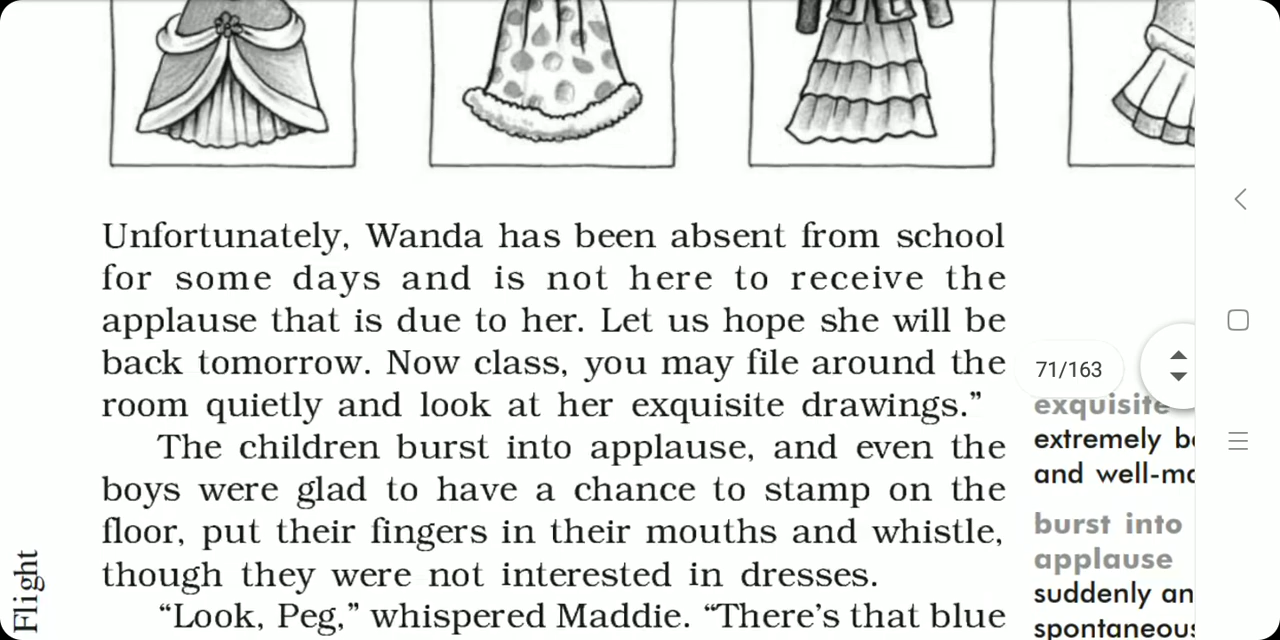 Unfortunately, Wanda has been absent from school
for some days and is not here to receive the
applause that is due to her. Let us hope she will be
back tomorrow. Now class, you may file around the
room quietly and look at her exquisite drawings.”
The children burst into applause, and even the
boys were glad to have a chance to stamp on the
floor, put their fingers in their mouths and whistle,
though they were not interested in dresses.
“Look, Peg,” whispered Maddie. “There’s that blue
71/163
exquisite
extremely
and
burst into
applause
suddenly
Flight